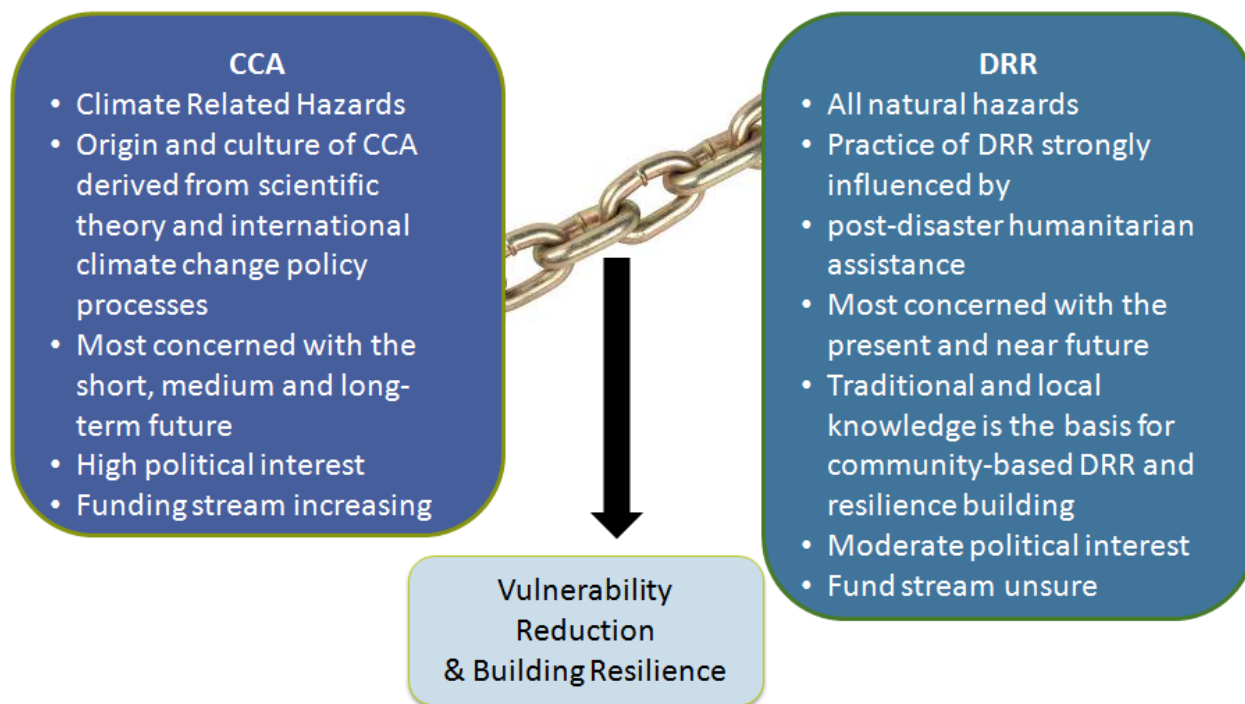 CCA
• Climate Related Hazards
• Origin and culture of CCA
derived from scientific
theory and international
climate change policy
processes
• Most concerned with the
short, medium and long-
term future
• High political interest
• Funding stream increasing
DRR
• All natural hazards
• Practice of DRR strongly
influenced by
• post-disaster humanitarian
assistance
• Most concerned with the
present and near future
• Traditional and local
knowledge is the basis for
community-based DRR and
resilience building
• Moderate political interest
• Fund stream unsure
Vulnerability
Reduction
& Building Resilience